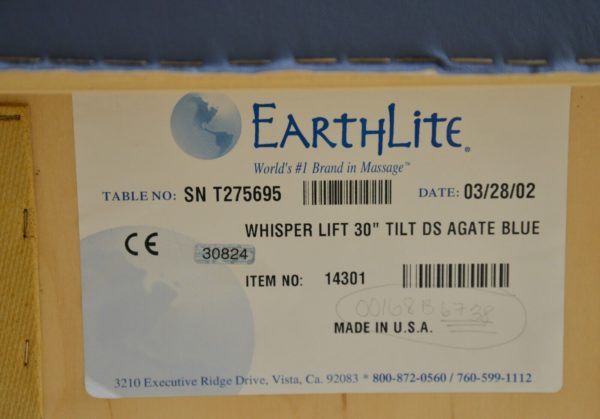 EARTHLITE®
World's #1 Brand in Massage™
TABLE NO: SN T275695 DATE: 03/28/02
WHISPER LIFT 30" TILT DS AGATE BLUE
CE 30824
ITEM NO: 14301
00168B6738
MADE IN U.S.A.
3210 Executive Ridge Drive, Vista, Ca. 92083 * 800-872-0560 / 760-599-1112